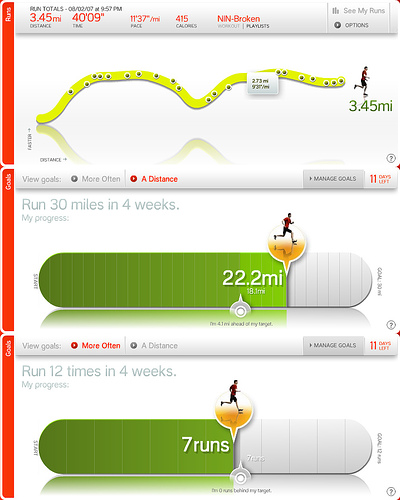 Runs
RUN TOTALS - 08/02/07 at 9:57 PM
3.45mi 40'09" 11'37"/mi 415 NIN-Broken
DISTANCE TIME PACE CALORIES WORKOUT | PLAYLISTS
See My Runs
OPTIONS
2.73 mi
9'31"/mi
3.45mi
FASTER →
DISTANCE →
?
Goals
View goals: More Often A Distance
MANAGE GOALS
11 DAYS LEFT
Run 30 miles in 4 weeks.
My progress:
START
22.2mi
18.1mi
GOAL: 30 mi
I'm 4.1mi ahead of my target.
?
Goals
View goals: More Often A Distance
MANAGE GOALS
11 DAYS LEFT
Run 12 times in 4 weeks.
My progress:
START
7runs
7runs
GOAL: 12 runs
I'm 0 runs behind my target.
?